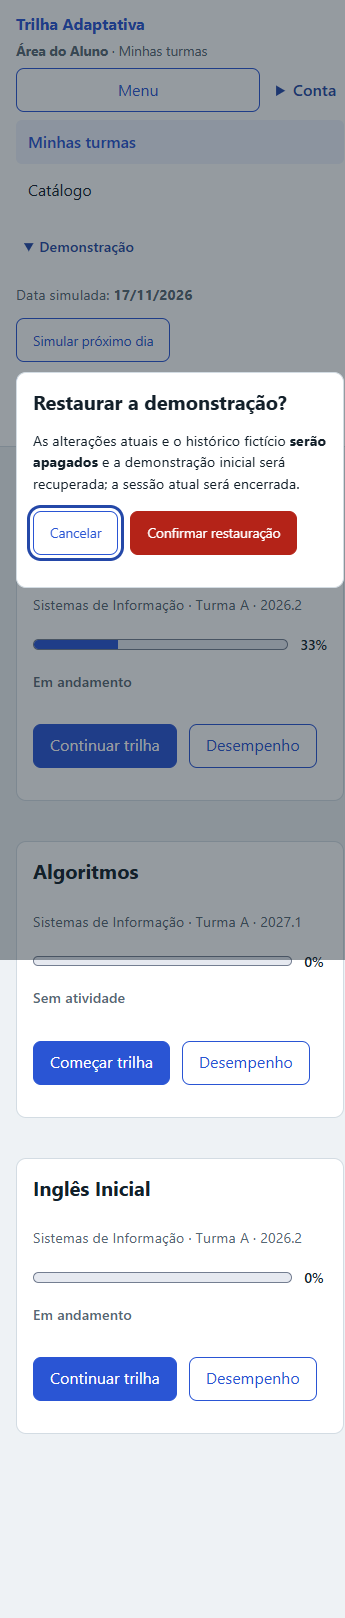 Trilha Adaptativa
Área do Aluno · Minhas turmas
Menu
▶ Conta
Minhas turmas
Catálogo
▼ Demonstração
Data simulada: 17/11/2026
Simular próximo dia
Restaurar a demonstração?
As alterações atuais e o histórico fictício serão
apagados e a demonstração inicial será
recuperada; a sessão atual será encerrada.
Cancelar
Confirmar restauração
Sistemas de Informação · Turma A · 2026.2
33%
Em andamento
Continuar trilha
Desempenho
Algoritmos
Sistemas de Informação · Turma A · 2027.1
0%
Sem atividade
Começar trilha
Desempenho
Inglês Inicial
Sistemas de Informação · Turma A · 2026.2
0%
Em andamento
Continuar trilha
Desempenho